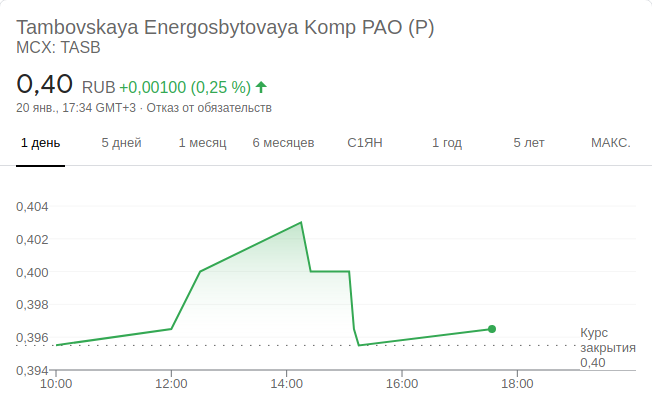 Tambovskaya Energosbytovaya Komp PAO (P)
MCX: TASB
0,40 RUB +0,00100 (0,25 %)
20 янв., 17:34 GMT+3 · Отказ от обязательств
1 день 5 дней 1 месяц 6 месяцев С1ЯН 1 год 5 лет МАКС.
0,404
0,402
0,400
0,398
0,396
0,394
Курс
закрытия
0,40
10:00 12:00 14:00 16:00 18:00